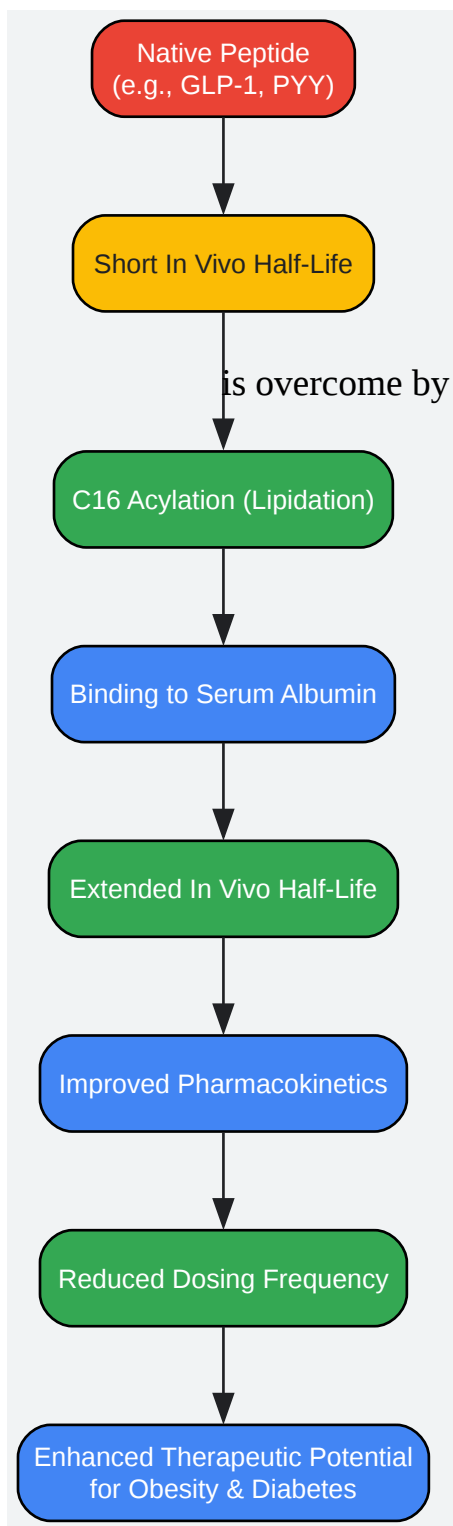 Native Peptide
(e.g., GLP-1, PYY)
Short In Vivo Half-Life
is overcome by
C16 Acylation (Lipidation)
Binding to Serum Albumin
Extended In Vivo Half-Life
Improved Pharmacokinetics
Reduced Dosing Frequency
Enhanced Therapeutic Potential
for Obesity & Diabetes